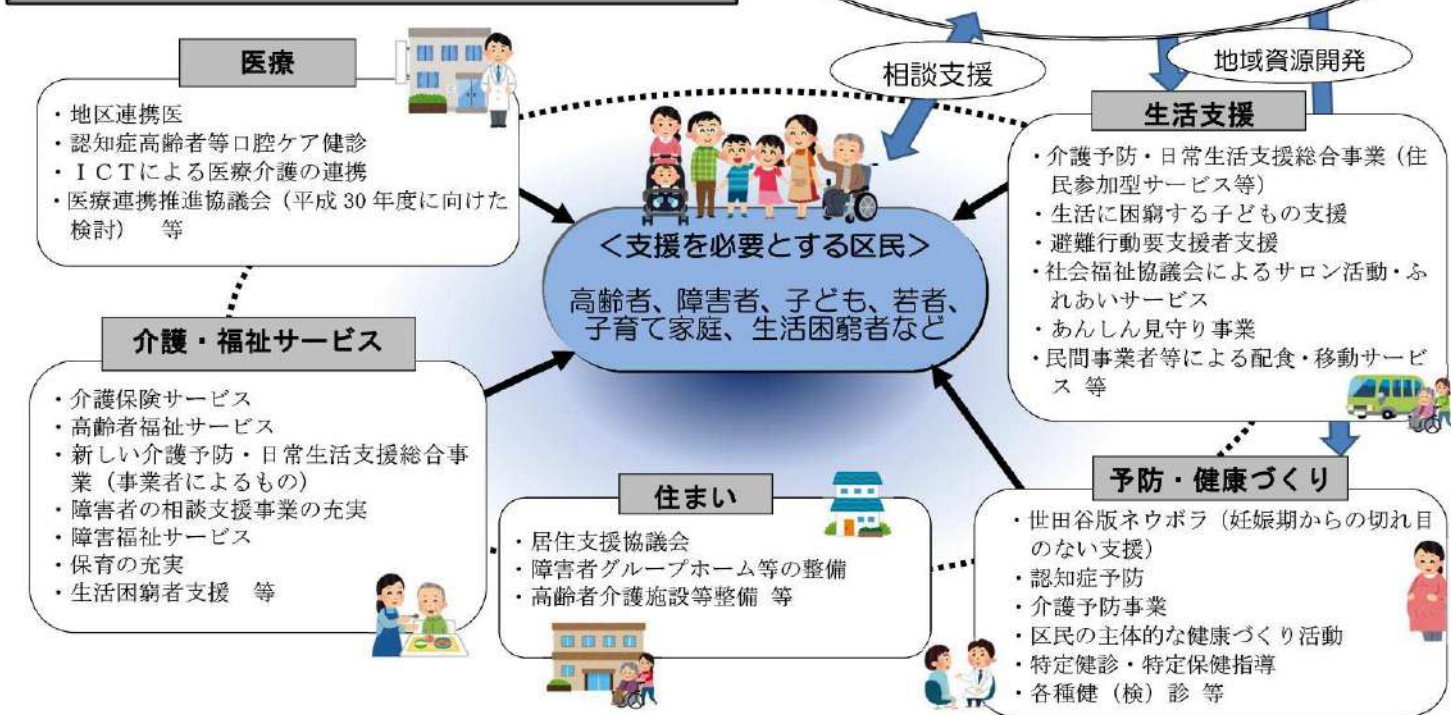 相談支援
地域資源開発
医療
・地区連携医
・認知症高齢者等口腔ケア健診
・ＩＣＴによる医療介護の連携
・医療連携推進協議会（平成 30 年度に向けた
検討）　等
生活支援
・介護予防・日常生活支援総合事業（住
民参加型サービス等）
・生活に困窮する子どもの支援
・避難行動要支援者支援
・社会福祉協議会によるサロン活動・ふ
れあいサービス
・あんしん見守り事業
・民間事業者等による配食・移動サービ
ス 等
＜支援を必要とする区民＞
高齢者、障害者、子ども、若者、
子育て家庭、生活困窮者など
介護・福祉サービス
・介護保険サービス
・高齢者福祉サービス
・新しい介護予防・日常生活支援総合事
業（事業者によるもの）
・障害者の相談支援事業の充実
・障害福祉サービス
・保育の充実
・生活困窮者支援　等
住まい
・居住支援協議会
・障害者グループホーム等の整備
・高齢者介護施設等整備 等
予防・健康づくり
・世田谷版ネウボラ（妊娠期からの切れ目
のない支援）
・認知症予防
・介護予防事業
・区民の主体的な健康づくり活動
・特定健診・特定保健指導
・各種健（検）診 等